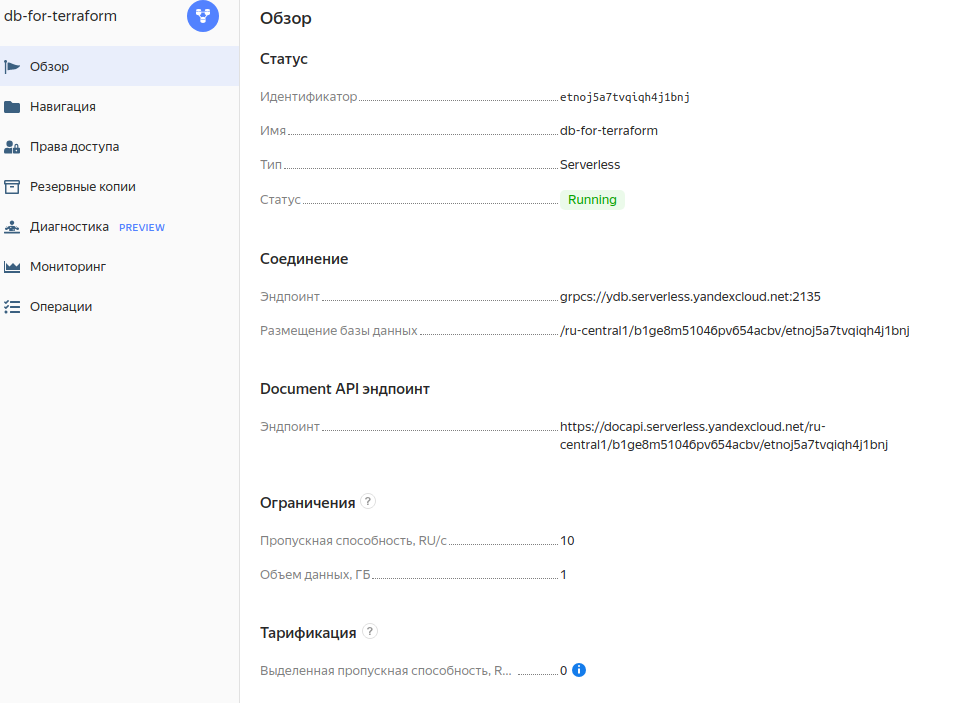 db-for-terraform
Обзор
Навигация
Права доступа
Резервные копии
Диагностика PREVIEW
Мониторинг
Операции
Обзор
Статус
Идентификатор etnoj5a7tvqiqh4j1bnj
Имя db-for-terraform
Тип Serverless
Статус Running
Соединение
Эндпоинт grpcs://ydb.serverless.yandexcloud.net:2135
Размещение базы данных /ru-central1/b1ge8m51046pv654acbv/etnoj5a7tvqiqh4j1bnj
Document API эндпоинт
Эндпоинт https://docapi.serverless.yandexcloud.net/ru-
central1/b1ge8m51046pv654acbv/etnoj5a7tvqiqh4j1bnj
Ограничения ?
Пропускная способность, RU/с 10
Объем данных, ГБ 1
Тарификация ?
Выделенная пропускная способность, R... 0